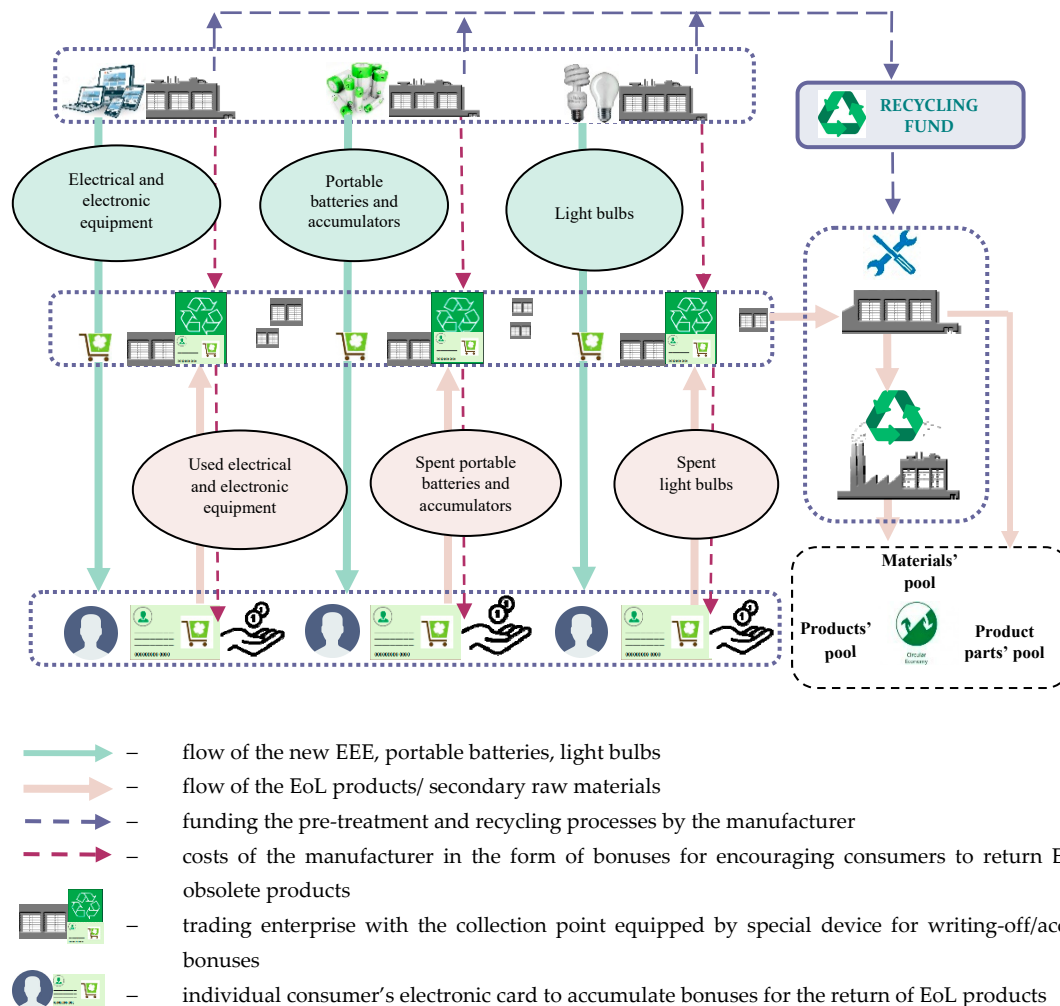 RECYCLING
FUND
Electrical and
electronic
equipment
Portable
batteries and
accumulators
Light bulbs
Used electrical
and electronic
equipment
Spent portable
batteries and
accumulators
Spent
light bulbs
Materials’
pool
Products’
pool
Circular
Economy
Product
parts’ pool
– flow of the new EEE, portable batteries, light bulbs
– flow of the EoL products/ secondary raw materials
– funding the pre-treatment and recycling processes by the manufacturer
– costs of the manufacturer in the form of bonuses for encouraging consumers to return
obsolete products
– trading enterprise with the collection point equipped by special device for writing-off/
bonuses
– individual consumer’s electronic card to accumulate bonuses for the return of EoL products